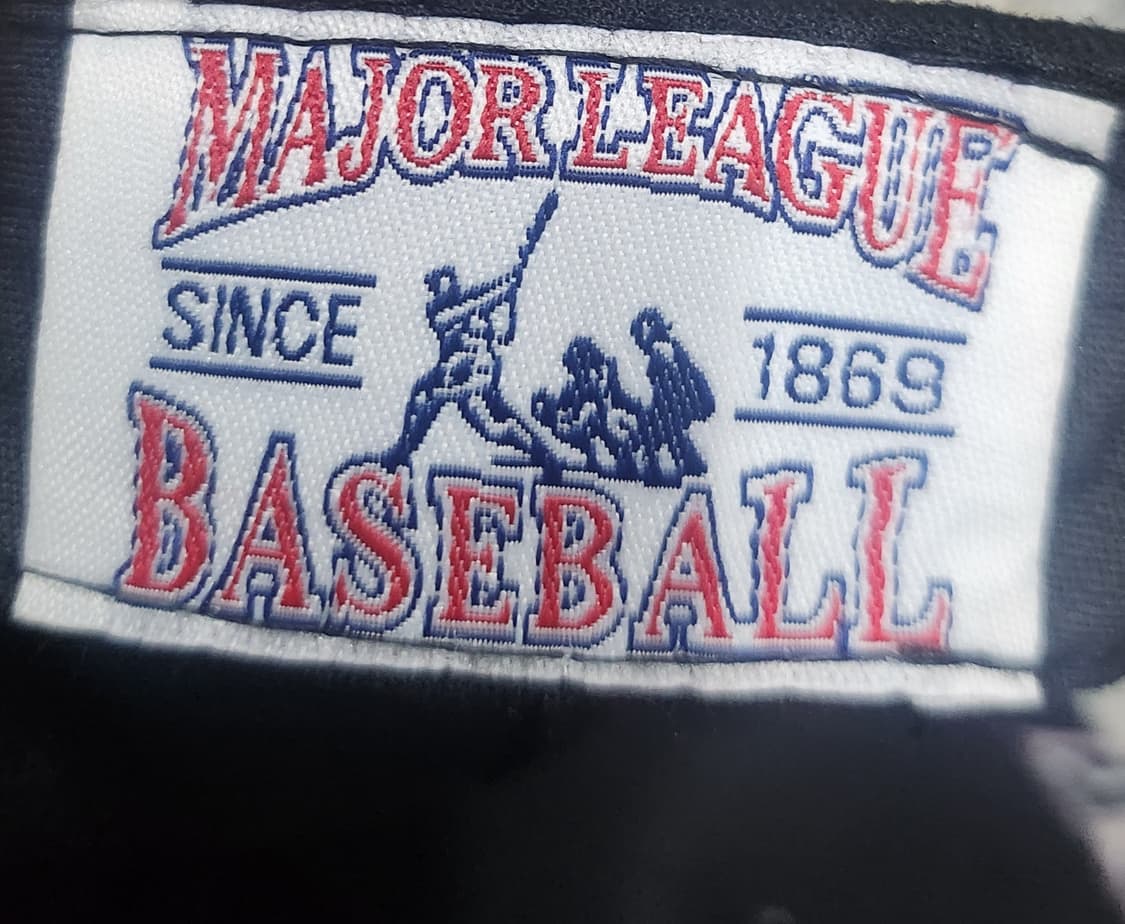 MAJOR LEAGUE
SINCE
1869
BASEBALL